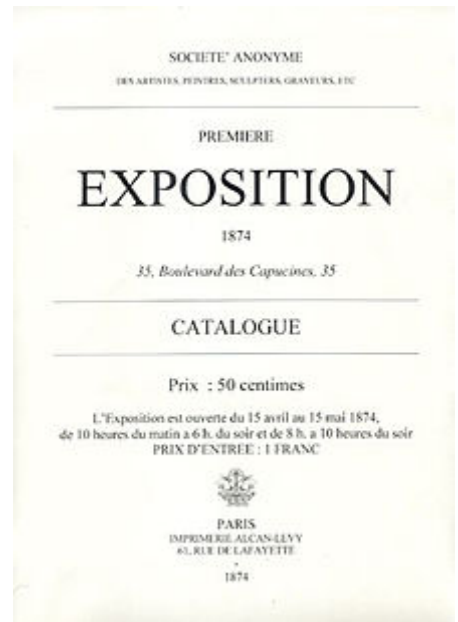 SOCIETE' ANONYME
DES ARTISTES, PEINTRES, SCULPTERS, GRAVEURS, ETC
PREMIERE
EXPOSITION
1874
35, Boulevard des Capucines, 35
CATALOGUE
Prix : 50 centimes
L'Exposition est ouverte du 15 avril au 15 mai 1874,
de 10 heures du matin a 6 h. du soir et de 8 h. a 10 heures du soir
PRIX D'ENTREE : 1 FRANC
PARIS
IMPRIMERIE ALCAN-LEVY
61, RUE DE LAFAYETTE
-
1874